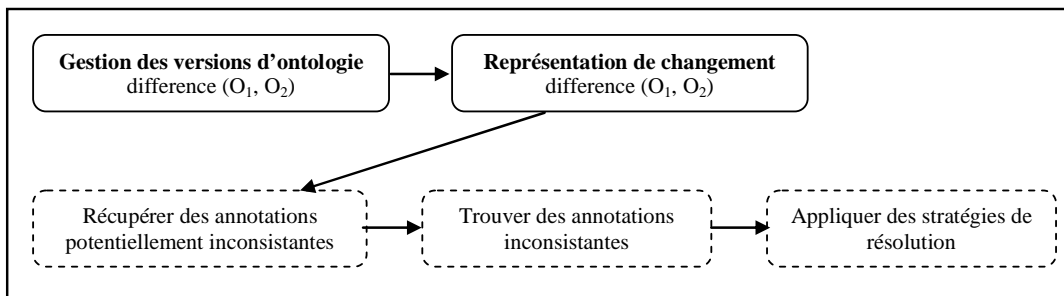 Gestion des versions d’ontologie
difference (O₁, O₂)
Représentation de changement
difference (O₁, O₂)
Récupérer des annotations
potentiellement inconsistantes
Trouver des annotations
inconsistantes
Appliquer des stratégies de
résolution